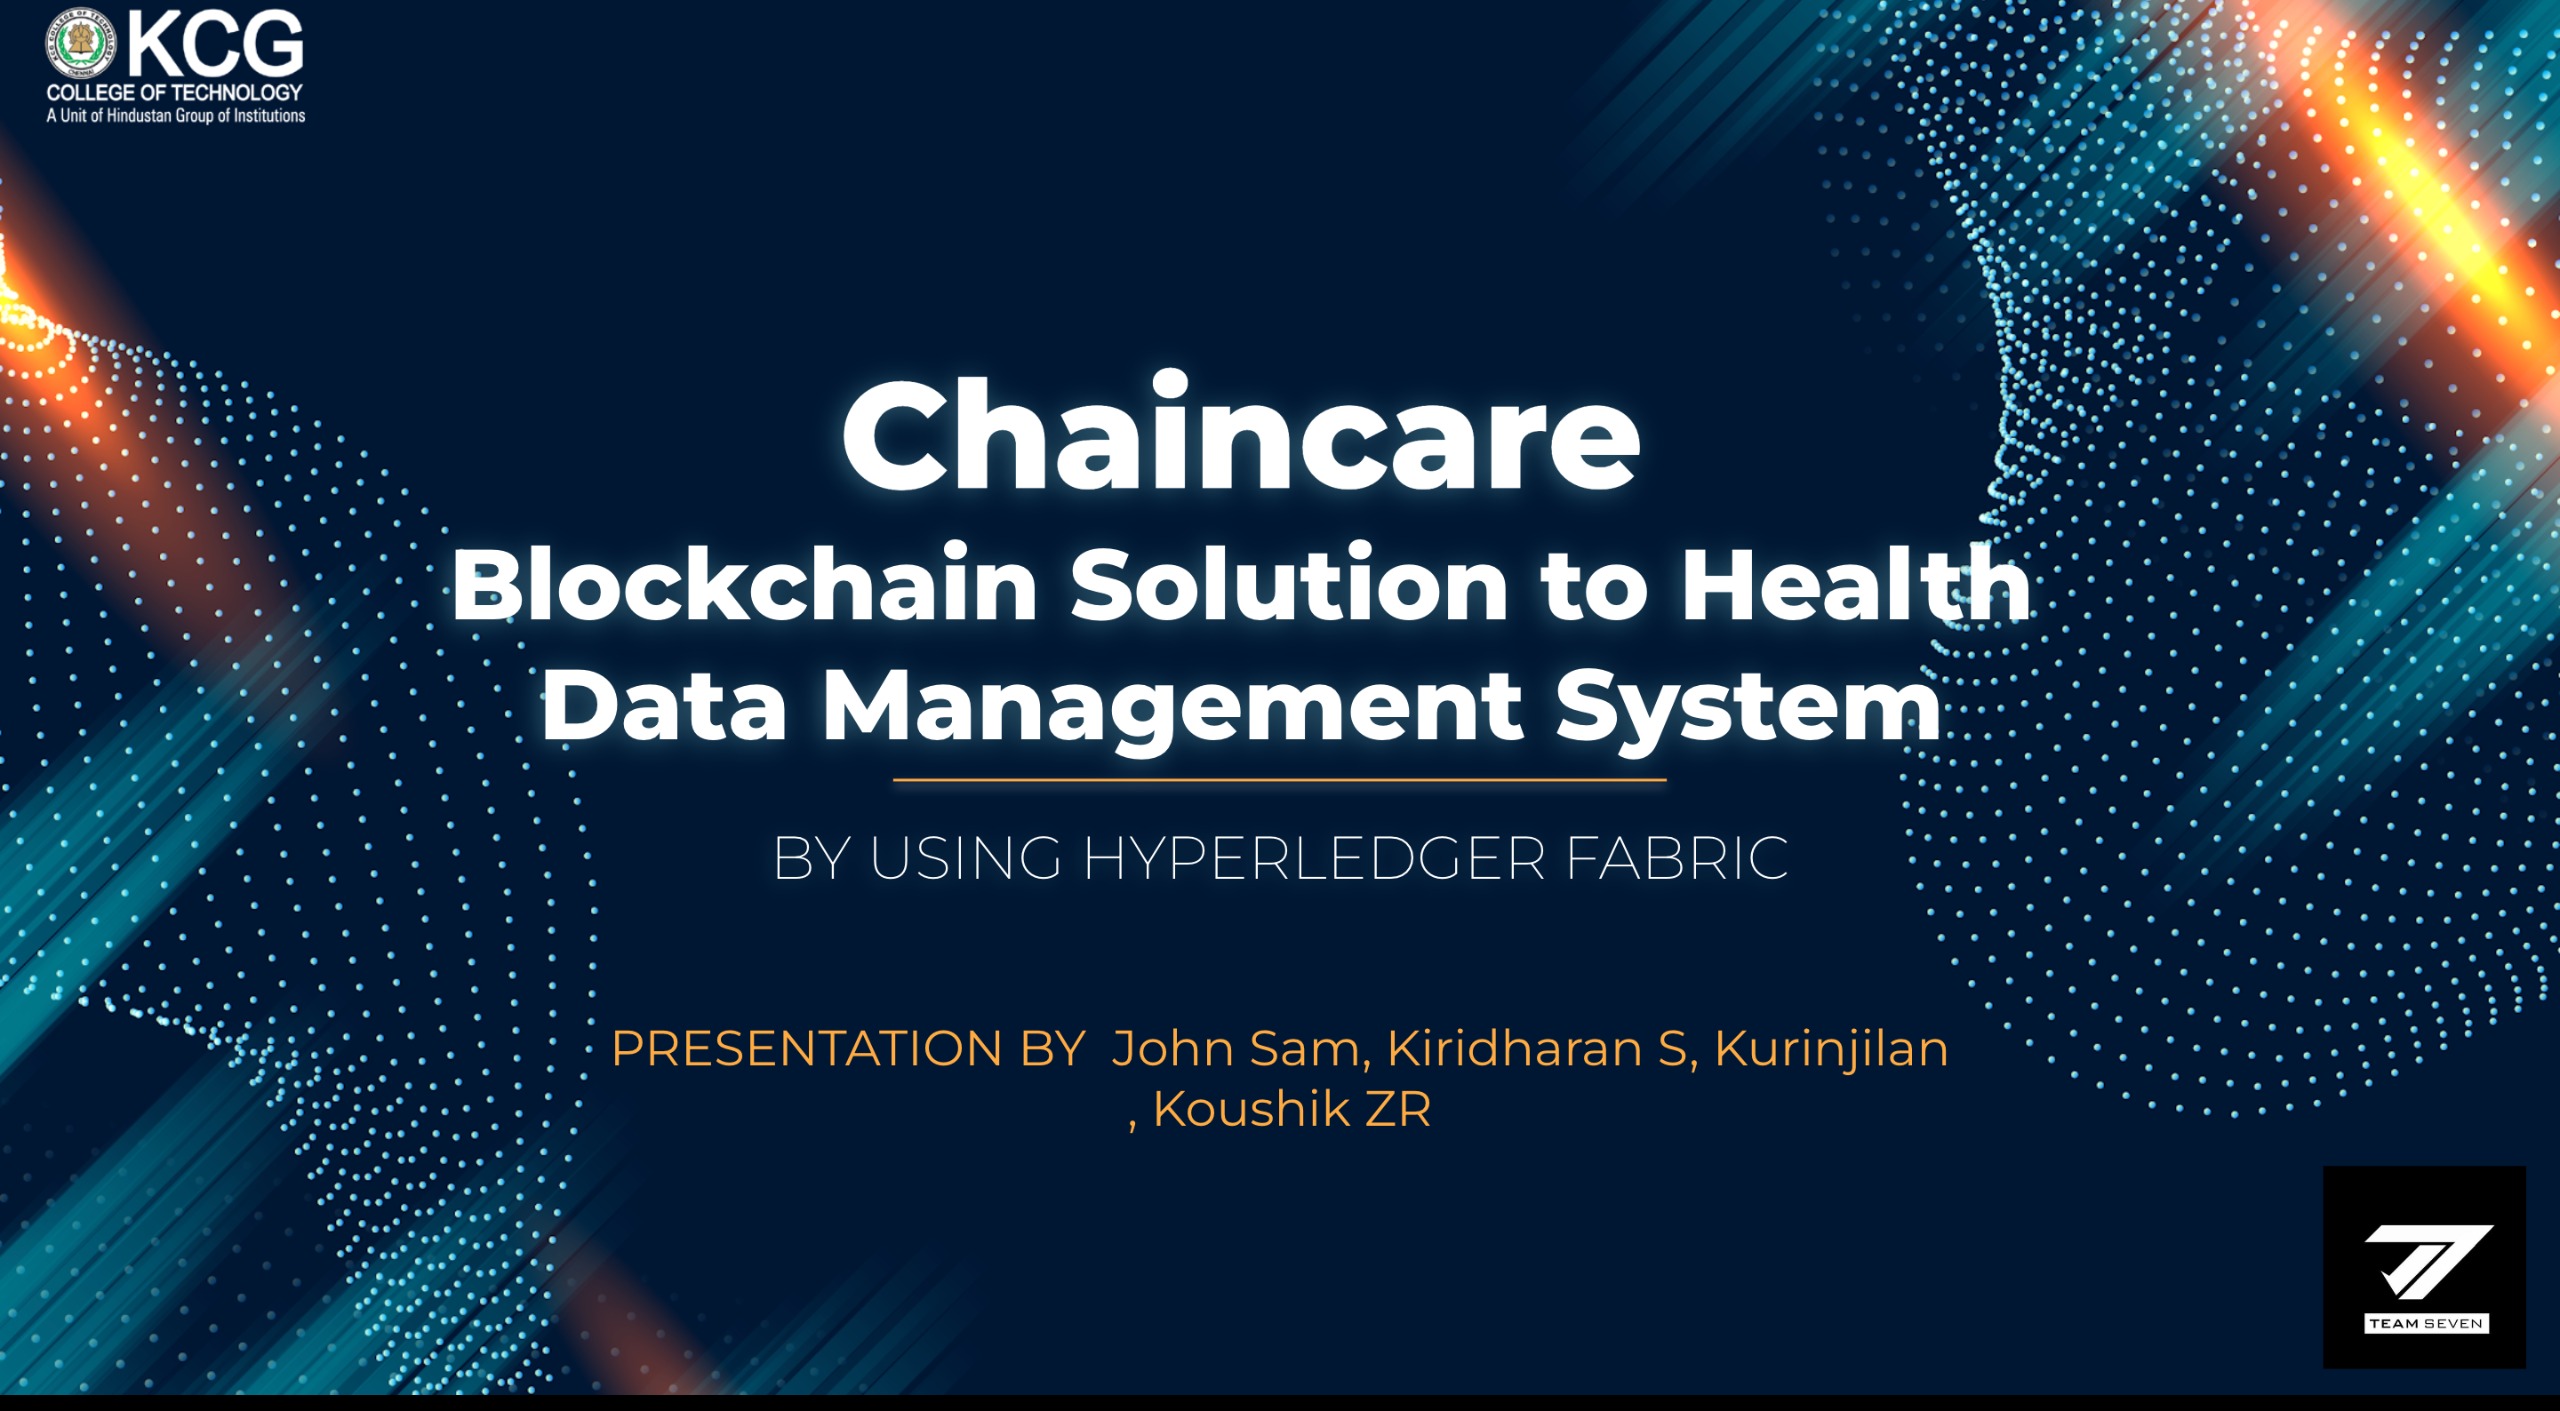 KCG
COLLEGE OF TECHNOLOGY
A Unit of Hindustan Group of Institutions
Chaincare
Blockchain Solution to Health
Data Management System
BY USING HYPERLEDGER FABRIC
PRESENTATION BY John Sam, Kiridharan S, Kurinjilan
, Koushik ZR
TEAM SEVEN